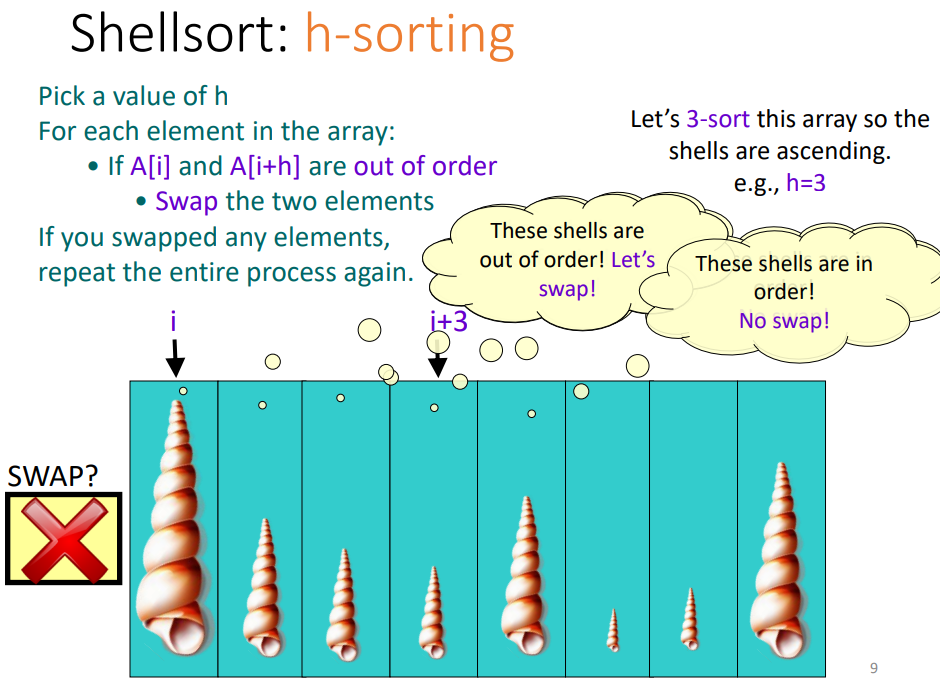 Shellsort: h-sorting
Pick a value of h
For each element in the array:
• If A[i] and A[i+h] are out of order
• Swap the two elements
If you swapped any elements,
repeat the entire process again.
Let's 3-sort this array so the
shells are ascending.
e.g., h=3
These shells are
out of order! Let's
swap!
These shells are in
order!
No swap!
i
i+3
SWAP?
9